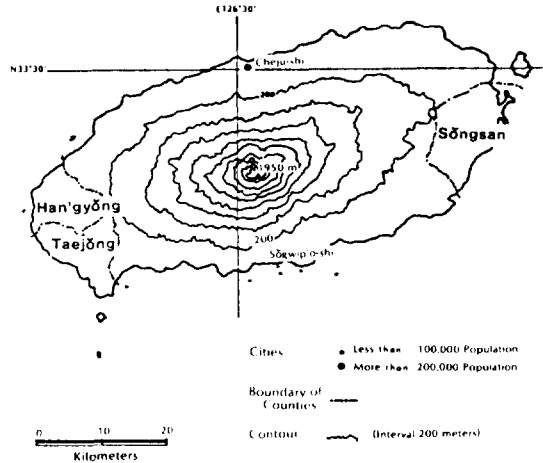 E126°30'
N33°30'
Cheju-shi
200
Sŏngsan
1950 m
Han'gyŏng
Taejŏng
200
Sŏgwip'o-shi
Cities
Less than 100,000 Population
More than 200,000 Population
Boundary of
Counties
Contour
(Interval 200 meters)
0 10 20
Kilometers